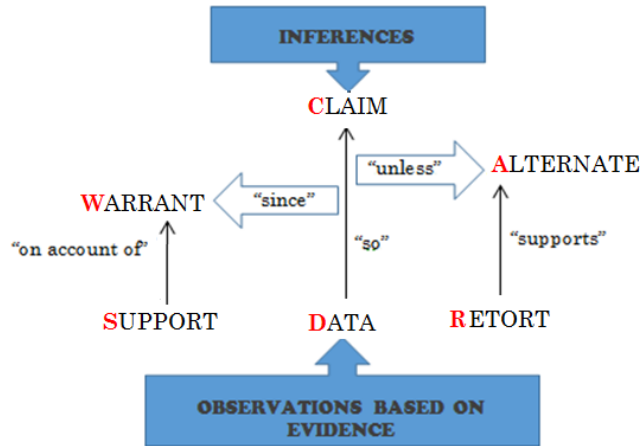 INFERENCES
CLAIM
“unless”
ALTERNATE
WARRANT
“since”
“on account of”
“so”
“supports”
SUPPORT
DATA
RETORT
OBSERVATIONS BASED ON
EVIDENCE